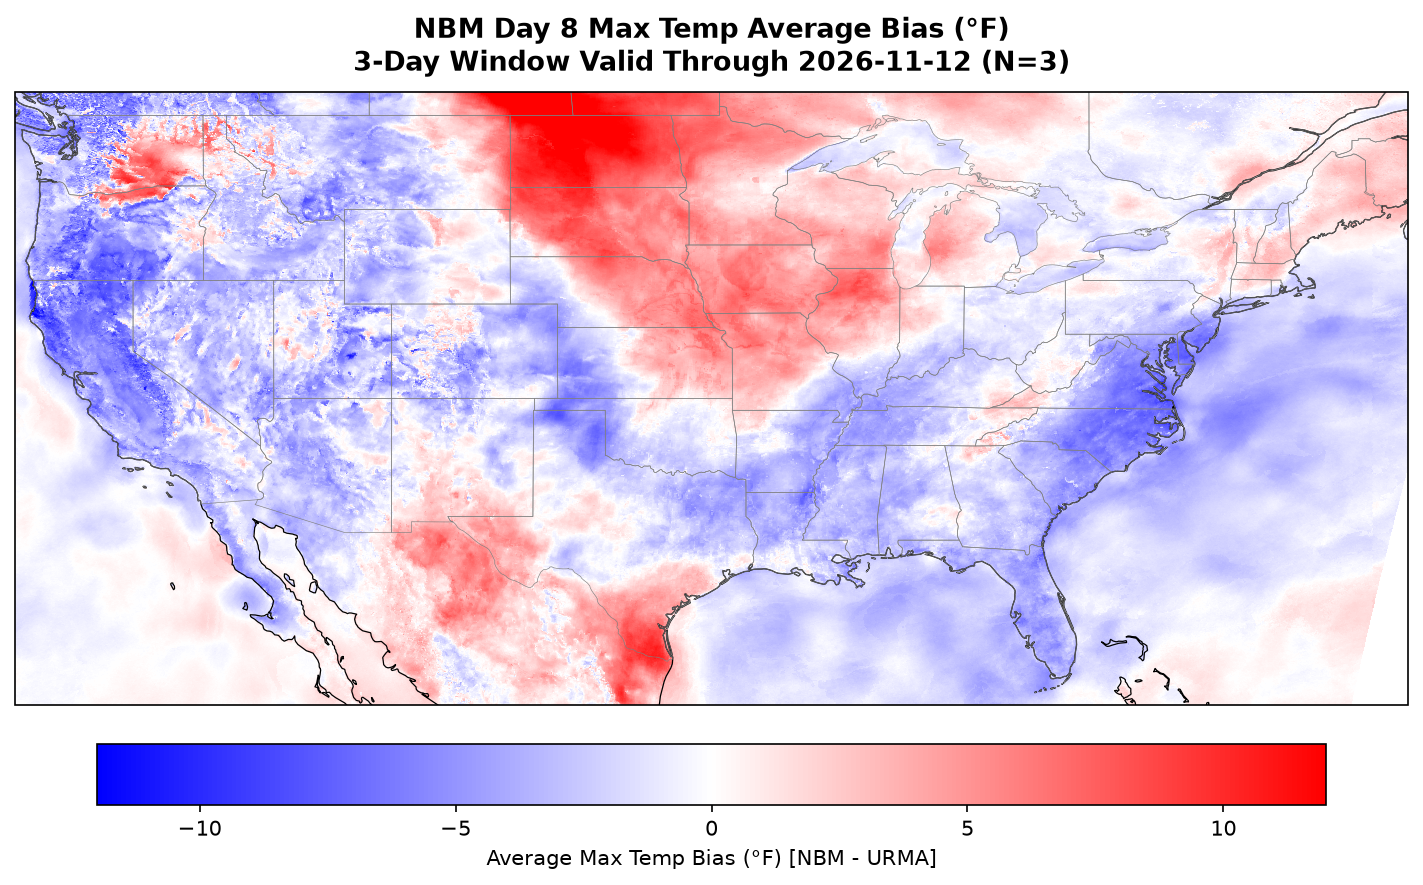 NBM Day 8 Max Temp Average Bias (°F)
3-Day Window Valid Through 2026-11-12 (N=3)
−10 −5 0 5 10
Average Max Temp Bias (°F) [NBM - URMA]